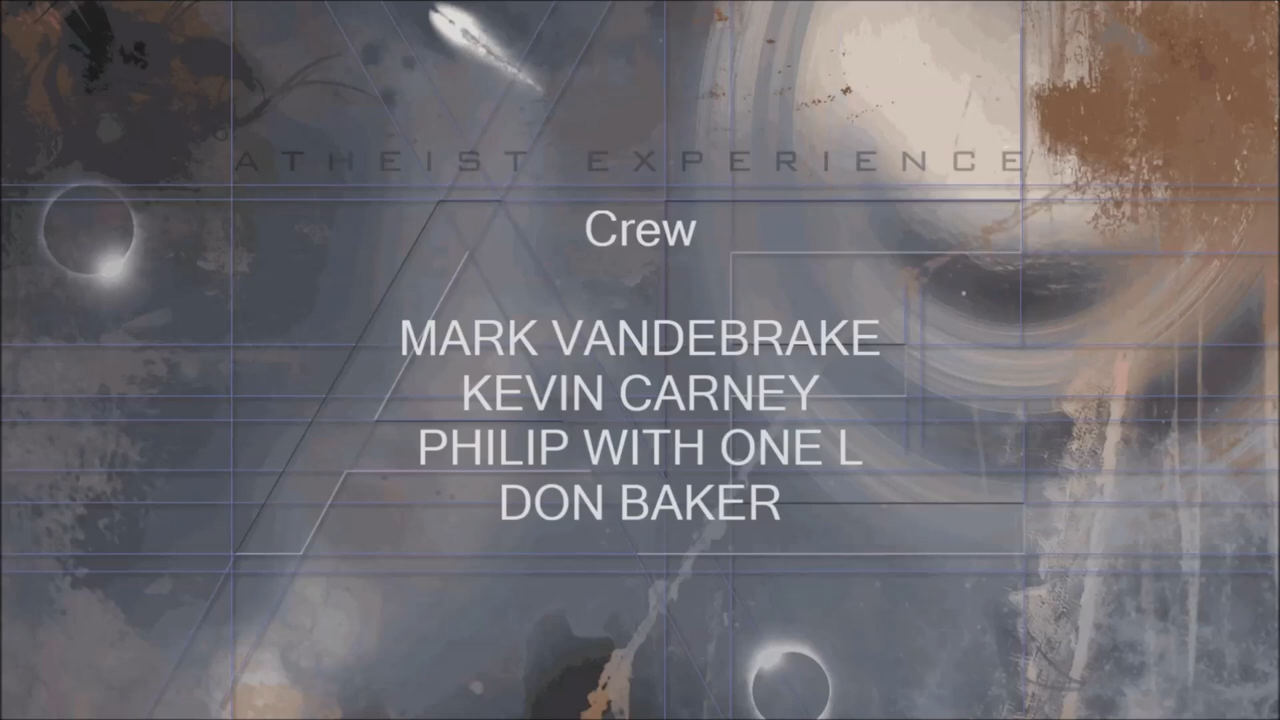 ATHEIST EXPERIENCE
Crew
MARK VANDEBRAKE
KEVIN CARNEY
PHILIP WITH ONE L
DON BAKER